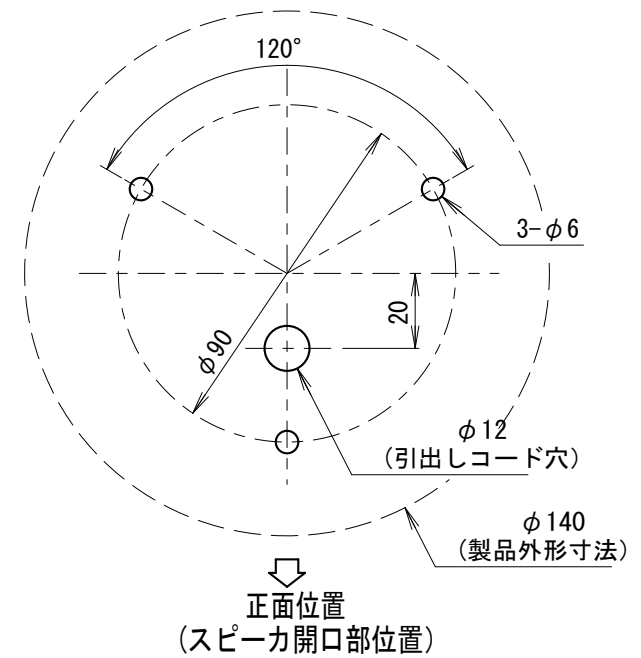 120°
3-φ6
20
φ90
φ12
(引出しコード穴)
φ140
(製品外形寸法)
正面位置
(スピーカ開口部位置)